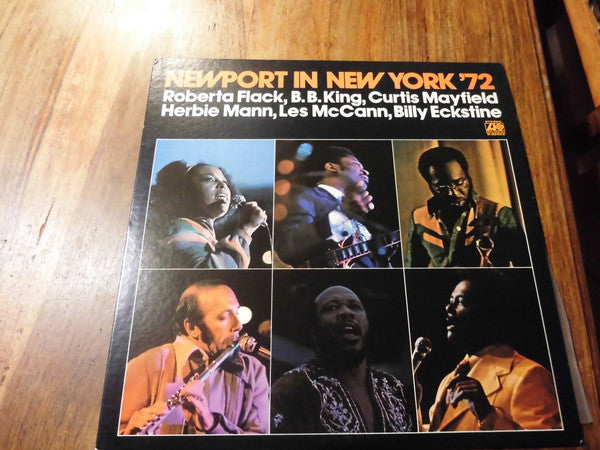 NEWPORT IN NEW YORK '72
Roberta Flack, B.B. King, Curtis Mayfield
Herbie Mann, Les McCann, Billy Eckstine